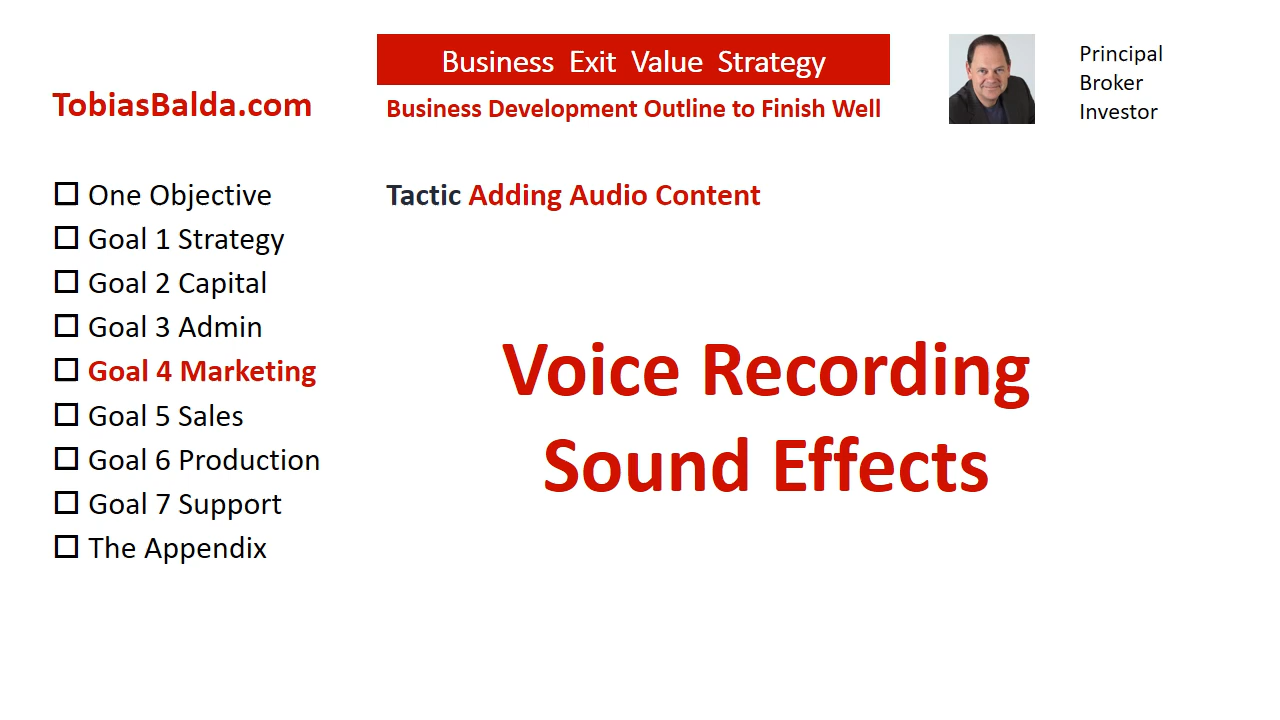 Business Exit Value Strategy
Business Development Outline to Finish Well
TobiasBalda.com
Principal
Broker
Investor
One Objective
Goal 1 Strategy
Goal 2 Capital
Goal 3 Admin
Goal 4 Marketing
Goal 5 Sales
Goal 6 Production
Goal 7 Support
The Appendix
Tactic Adding Audio Content
Voice Recording
Sound Effects